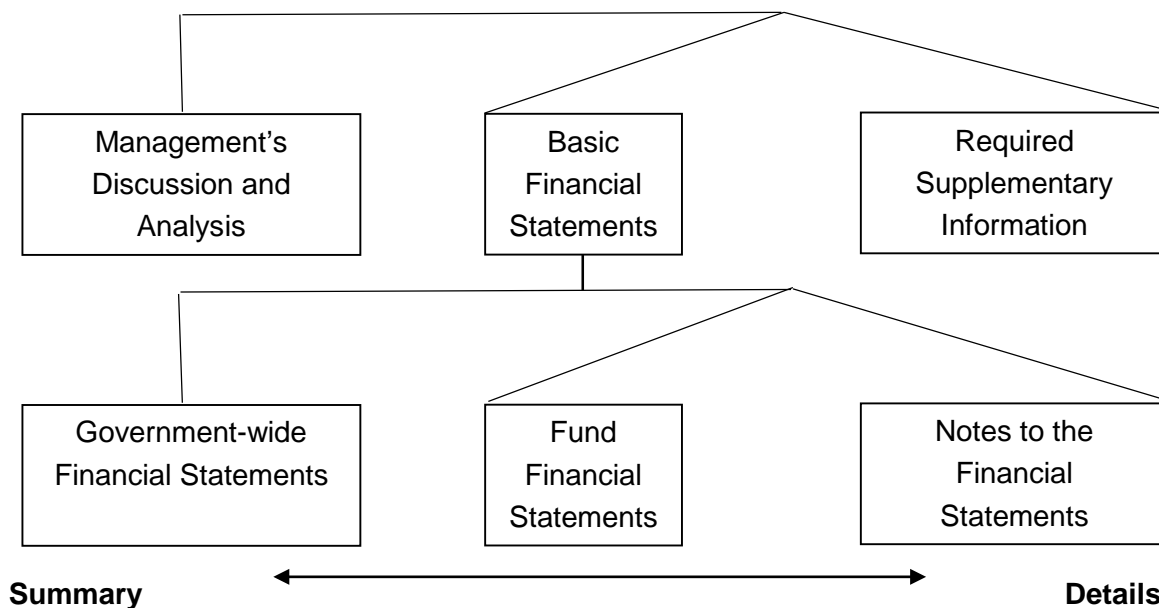 Management’s
Discussion and
Analysis
Basic
Financial
Statements
Required
Supplementary
Information
Government-wide
Financial Statements
Fund
Financial
Statements
Notes to the
Financial
Statements
Summary
Details